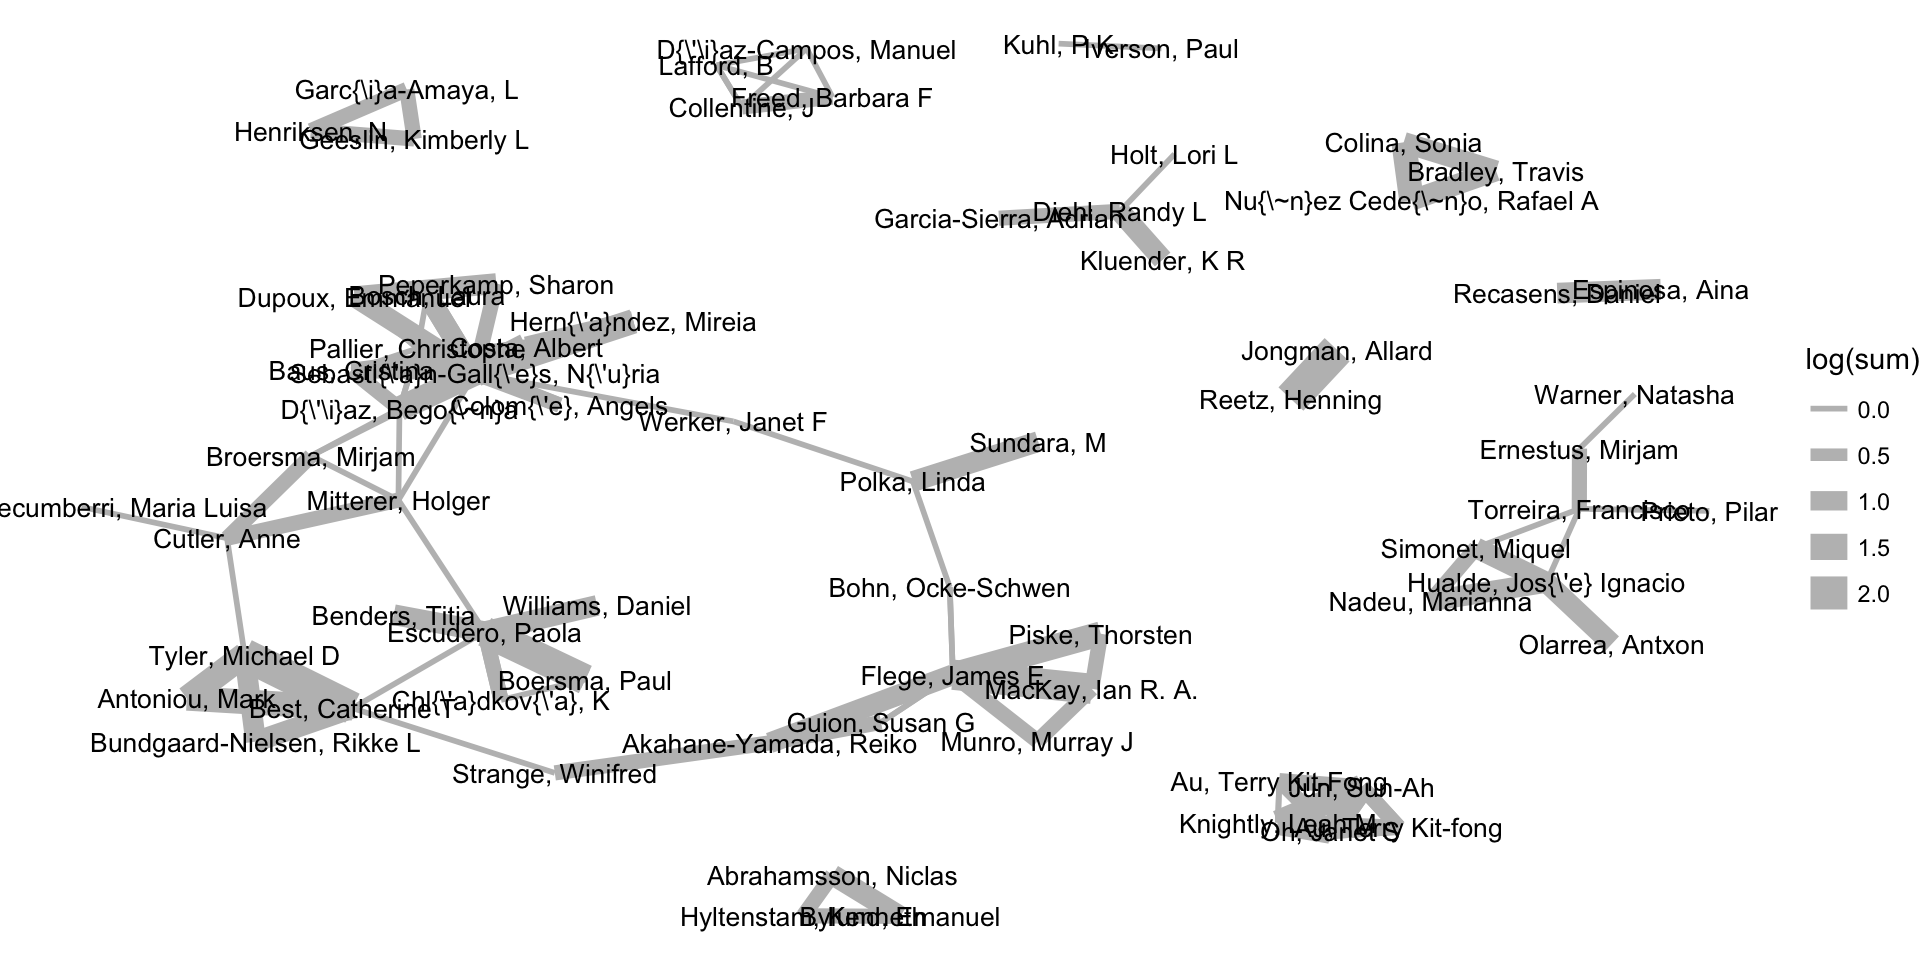 Kuhl, P K
Iverson, Paul
D{\'\i}az-Campos, Manuel
Lafford, B
Freed, Barbara F
Collentine, J
Garc{\i}a-Amaya, L
Henriksen, N
Geeslin, Kimberly L
Colina, Sonia
Holt, Lori L
Bradley, Travis
Nu{\~n}ez Cede{\~n}o, Rafael A
Diehl, Randy L
Garcia-Sierra, Adrian
Kluender, K R
Peperkamp, Sharon
Dupoux, Emmanuel
Bosch, Laura
Espinosa, Aina
Recasens, Daniel
Hern{\'a}ndez, Mireia
Pallier, Christophe
Costa, Albert
Jongman, Allard
log(sum)
Baus, Cristina
Sebasti{\'a}n-Gall{\'e}s, N{\'u}ria
Reetz, Henning
Warner, Natasha
0.0
D{\'\i}az, Bego{\~n}a
Colom{\'e}, Angels
Werker, Janet F
Sundara, M
Ernestus, Mirjam
0.5
Broersma, Mirjam
Polka, Linda
Mitterer, Holger
1.0
ecumberri, Maria Luisa
Torreira, Francisco
Prieto, Pilar
Cutler, Anne
Simonet, Miquel
1.5
Bohn, Ocke-Schwen
Hualde, Jos{\'e} Ignacio
2.0
Nadeu, Marianna
Williams, Daniel
Benders, Titia
Escudero, Paola
Piske, Thorsten
Olarrea, Antxon
Tyler, Michael D
Flege, James E
Boersma, Paul
MacKay, Ian R. A.
Antoniou, Mark
Chl{\'a}dkov{\'a}, K
Best, Catherine T
Guion, Susan G
Bundgaard-Nielsen, Rikke L
Akahane-Yamada, Reiko
Munro, Murray J
Strange, Winifred
Au, Terry Kit-Fong
Jun, Sun-Ah
Knightly, Leah M
Au, Terry Kit-fong
Oh, Janet S
Abrahamsson, Niclas
Hyltenstam, Kenneth
Bylund, Emanuel